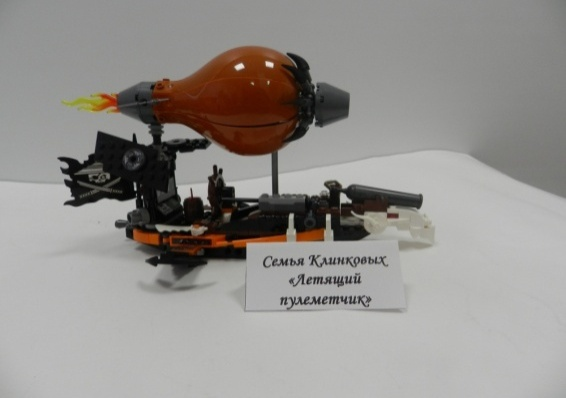 Семья Клинковых
«Летящий
пулеметчик»